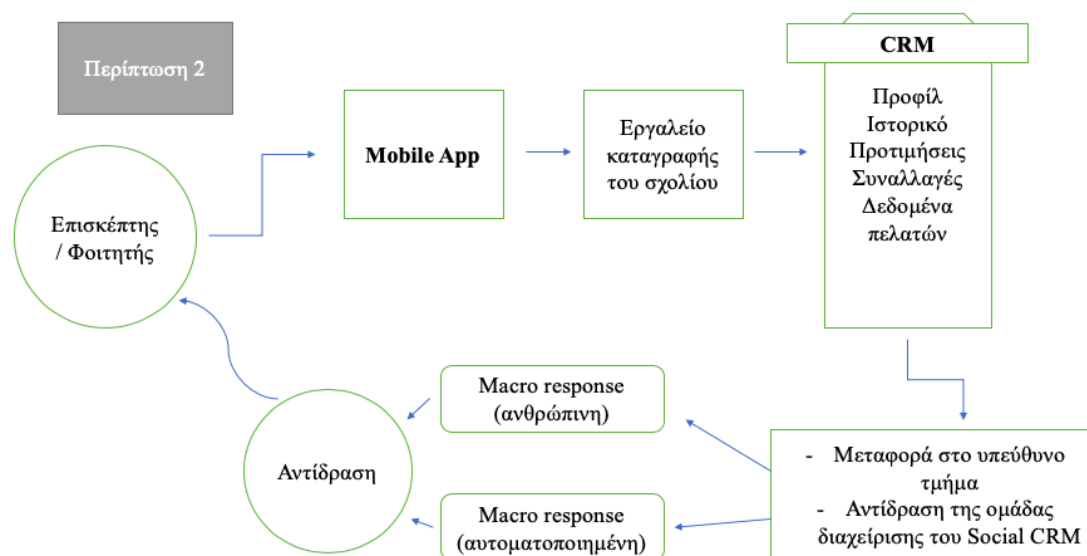 Περίπτωση 2
CRM
Προφίλ
Ιστορικό
Προτιμήσεις
Συναλλαγές
Δεδομένα
πελατών
Εργαλείο
καταγραφής
του σχολίου
Mobile App
Επισκέπτης
/ Φοιτητής
Macro response
(ανθρώπινη)
Αντίδραση
Macro response
(αυτοματοποιημένη)
- Μεταφορά στο υπεύθυνο
τμήμα
- Αντίδραση της ομάδας
διαχείρισης του Social CRM